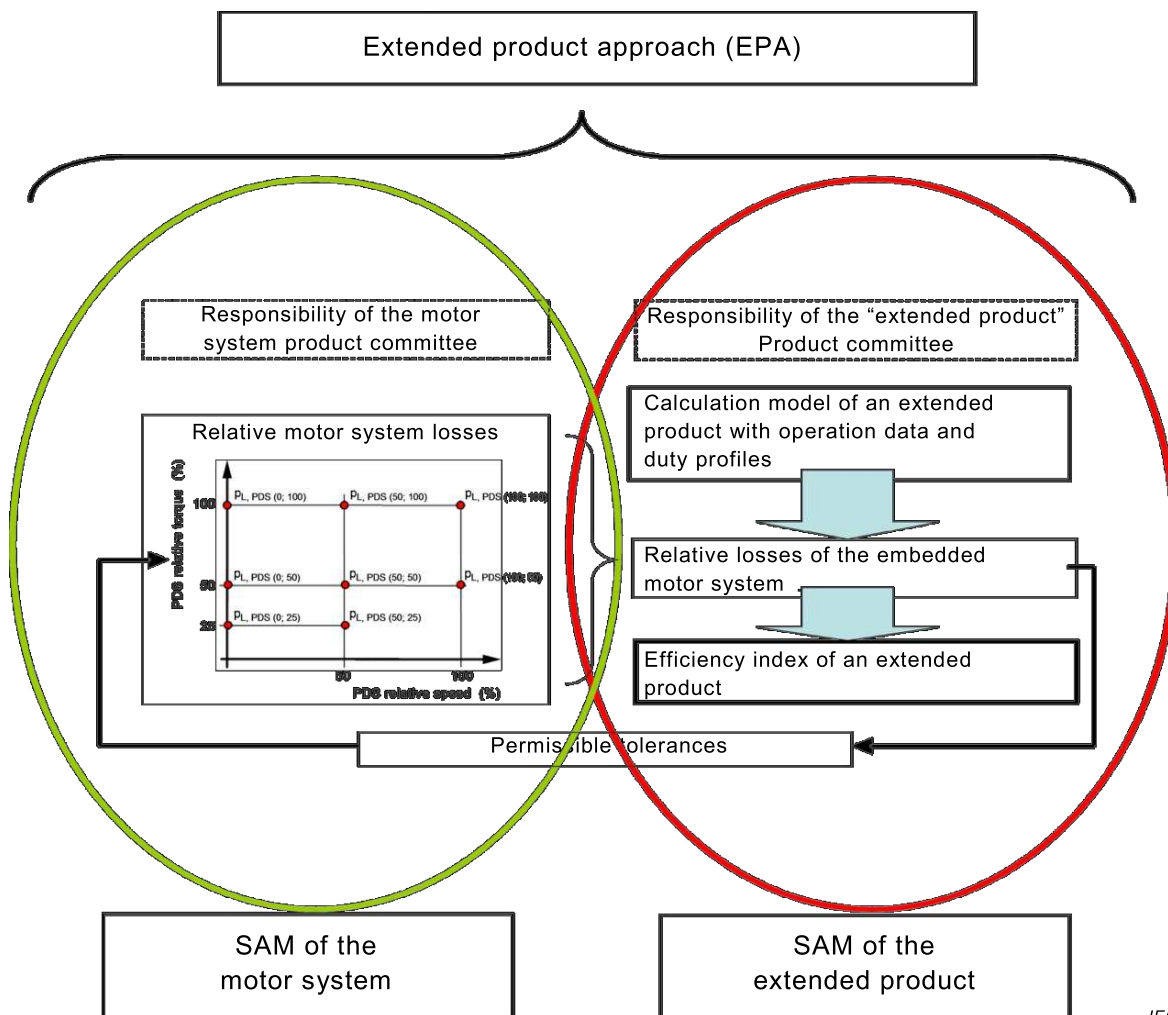 Extended product approach (EPA)
Responsibility of the motor
system product committee
Responsibility of the “extended product”
Product committee
Relative motor system losses
PDS relative torque (%)
100
50
25
pL, PDS (0; 100)
pL, PDS (50; 100)
pL, PDS (100; 100)
pL, PDS (0; 50)
pL, PDS (50; 50)
pL, PDS (100; 50)
pL, PDS (0; 25)
pL, PDS (50; 25)
50
100
PDS relative speed (%)
Calculation model of an extended
product with operation data and
duty profiles
Relative losses of the embedded
motor system
Efficiency index of an extended
product
Permissible tolerances
SAM of the
motor system
SAM of the
extended product